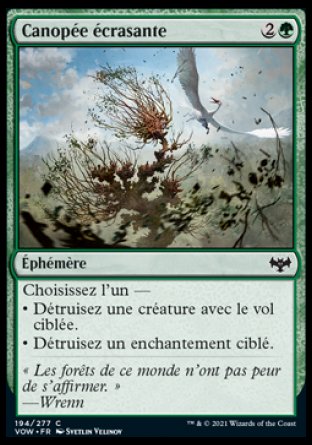 Canopée écrasante 2
Éphémère
Choisissez l'un —
• Détruisez une créature avec le vol
ciblée.
• Détruisez un enchantement ciblé.
« Les forêts de ce monde n'ont pas peur
de s'affirmer. »
—Wrenn
194/277 C
VOW • FR Svetlin Velinov
™ & © 2021 Wizards of the Coast